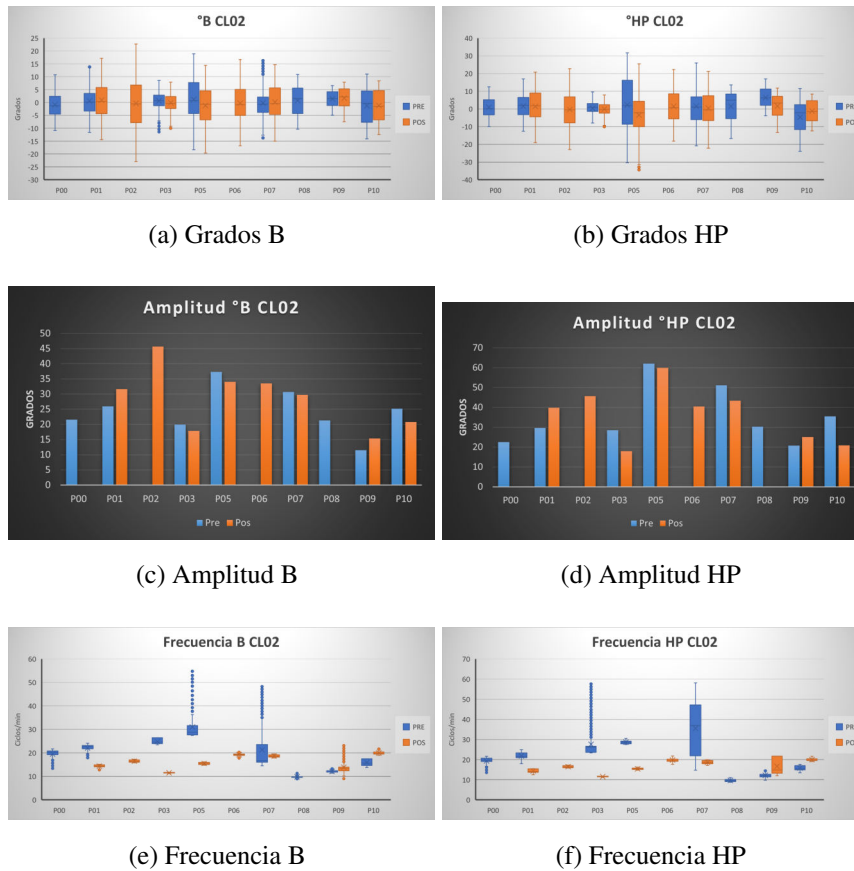 °B CL02
Grados
25
20
15
10
5
0
-5
-10
-15
-20
-25
-30
P00 P01 P02 P03 P05 P06 P07 P08 P09 P10
PRE
POS
(a) Grados B
°HP CL02
Grados
40
30
20
10
0
-10
-20
-30
-40
P00 P01 P02 P03 P05 P06 P07 P08 P09 P10
PRE
POS
(b) Grados HP
Amplitud °B CL02
GRADOS
50
45
40
35
30
25
20
15
10
5
0
P00 P01 P02 P03 P05 P06 P07 P08 P09 P10
Pre Pos
(c) Amplitud B
Amplitud °HP CL02
GRADOS
70
60
50
40
30
20
10
0
P00 P01 P02 P03 P05 P06 P07 P08 P09 P10
Pre Pos
(d) Amplitud HP
Frecuencia B CL02
Ciclos/min
60
50
40
30
20
10
0
P00 P01 P02 P03 P05 P06 P07 P08 P09 P10
PRE
POS
(e) Frecuencia B
Frecuencia HP CL02
Ciclos/min
70
60
50
40
30
20
10
0
P00 P01 P02 P03 P05 P06 P07 P08 P09 P10
PRE
POS
(f) Frecuencia HP